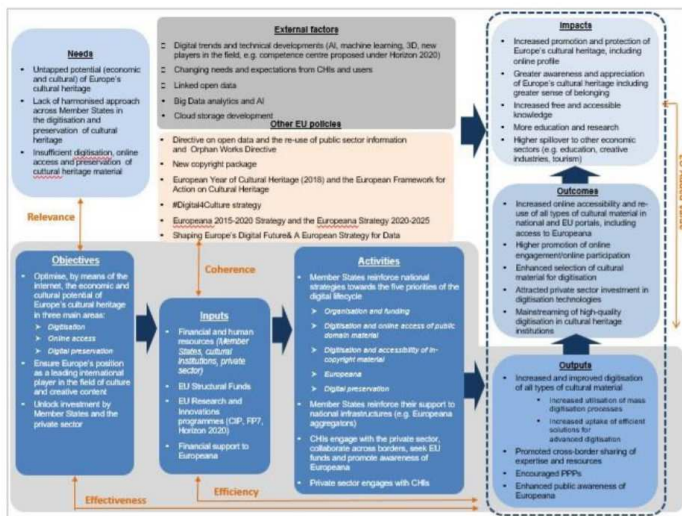 Needs
• Untapped potential (economic
and cultural) of Europe's
cultural heritage
• Lack of harmonised approach
across Member States in
the digitisation and
preservation of cultural
heritage
• Insufficient digitisation, online
access and preservation of
cultural heritage material
External factors
Digital trends and technical developments (AI, machine learning, 3D, new
players in the field, e.g. competence centre proposed under Horizon 2020)
Changing needs and expectations from CHIs and users
Linked open data
Big Data analytics and AI
Cloud storage development
Other EU policies
• Directive on open data and the re-use of public sector information
and Orphan Works Directive
• New copyright package
• European Year of Cultural Heritage (2018) and the European Framework for
Action on Cultural Heritage
• #Digital4Culture strategy
• Europeana 2015-2020 Strategy and the Europeana Strategy 2020-2025
• Shaping Europe's Digital Future& A European Strategy for Data
Impacts
• Increased promotion and protection of
Europe's cultural heritage, including
online profile
• Greater awareness and appreciation
of Europe's cultural heritage including
greater sense of belonging
• Increased free and accessible
knowledge
• More education and research
• Higher spillover to other economic
sectors (e.g. education, creative
industries, tourism)
Relevance
Coherence
Outcomes
• Increased online accessibility and re-
use of all types of cultural material in
national and EU portals, including
access to Europeana
• Higher promotion of online
engagement/online participation
• Enhanced selection of cultural
material for digitisation
• Attracted private sector investment in
digitisation technologies
• Mainstreaming of high-quality
digitisation in cultural heritage
institutions
Objectives
• Optimise, by means of the
internet, the economic and
cultural potential of
Europe's cultural heritage in
three main areas:
➤ Digitisation
➤ Online access
➤ Digital preservation
• Ensure Europe's position as
a leading international
player in the field of culture
and creative content
• Unlock investment by
Member States and the
private sector
Inputs
• Financial and human
resources (Member
States, cultural
Institutions, private
sector)
• EU Structural Funds
• EU Research and
Innovations
programmes (CIP, FP7,
Horizon 2020)
• Financial support to
Europeana
Activities
• Member States reinforce national
strategies towards the five priorities of the
digital lifecycle
➤ Organisation and funding
➤ Digitisation and online access of public
domain material
➤ Digitisation and accessibility of in-
copyright material
➤ Europeana
➤ Digital preservation
• Member States reinforce their support to
national infrastructures (e.g. Europeana
aggregators)
• CHIs engage with the private sector,
collaborate across borders, seek EU
funds and promote awareness of
Europeana
• Private sector engages with CHIs
Outputs
• Increased and improved digitisation
of all types of cultural material
• Increased utilisation of mass
digitisation processes
• Increased uptake of efficient
solutions for
advanced digitisation
• Promoted cross-border sharing of
expertise and resources
• Encouraged PPPs
• Enhanced public awareness of
Europeana
Effectiveness
Efficiency